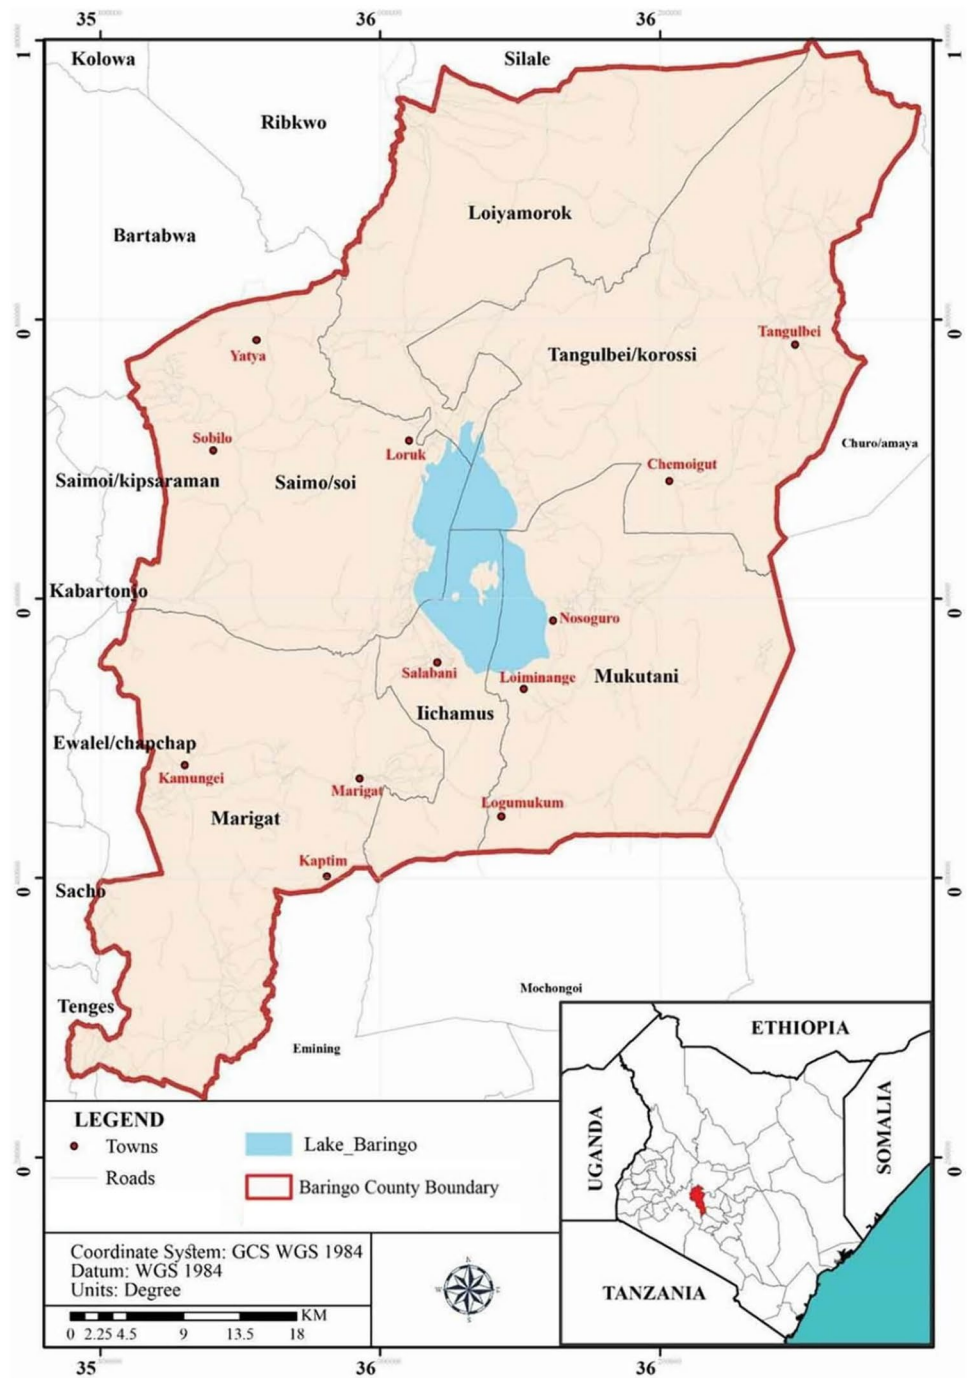 35 36 36
Kolowa
Silale
Ribkwo
Loiyamorok
Bartabwa
Tangulbei
Yatya
Tangulbei/korossi
Sobilo
Loruk
Churo/amaya
Chemoigut
Saimoi/kipsaraman
Saimo/soi
Kabartonjo
Nosoguro
Salabani
Loiminange
Mukutani
Iichamus
Ewalel/chapchap
Kamungei
Marigat
Logumukum
Marigat
Kaptim
Sacho
Mochongoi
Tenges
Emining
ETHIOPIA
UGANDA
SOMALIA
TANZANIA
LEGEND
Towns
Roads
Lake_Baringo
Baringo County Boundary
Coordinate System: GCS WGS 1984
Datum: WGS 1984
Units: Degree
KM
0 2.25 4.5 9 13.5 18
N
W E
S
1 1
0 0
0 0
0 0
0 0
35 36 36